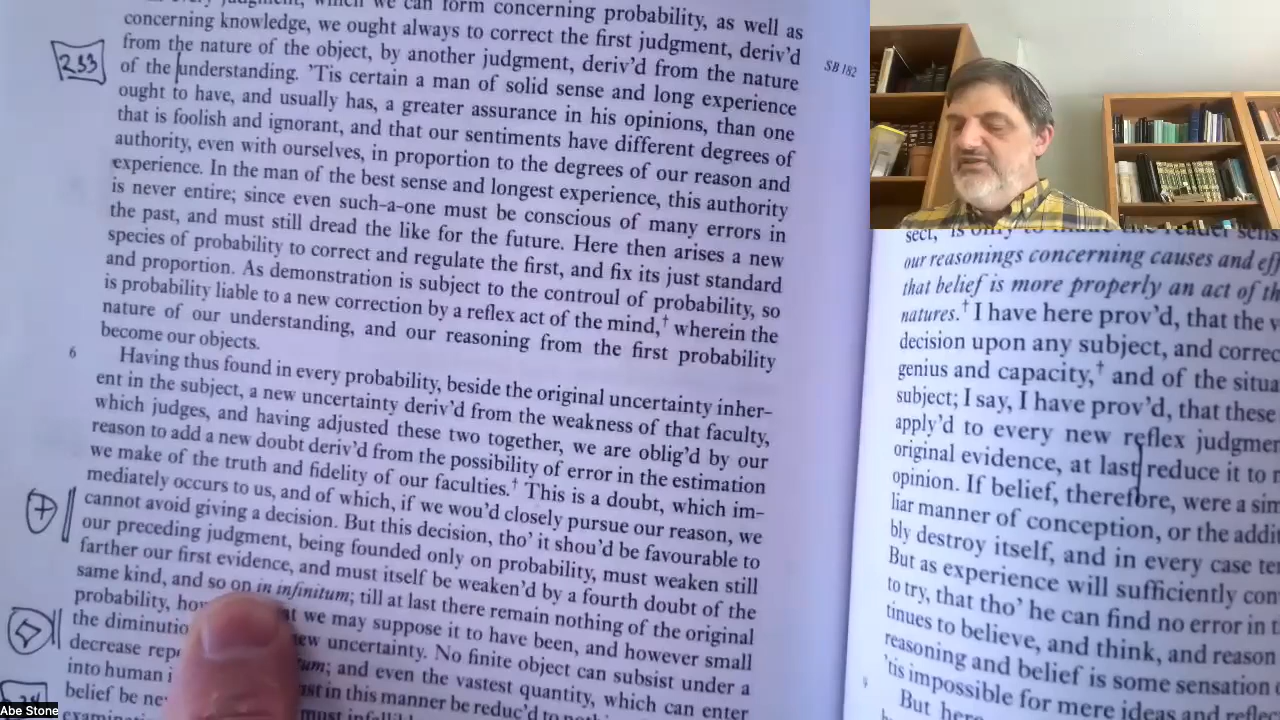 we can form concerning probability, as well as
concerning knowledge, we ought always to correct the first judgment, deriv'd
from the nature of the object, by another judgment, deriv'd from the nature
of the understanding. 'Tis certain a man of solid sense and long experience
ought to have, and usually has, a greater assurance in his opinions, than one
that is foolish and ignorant, and that our sentiments have different degrees of
authority, even with ourselves, in proportion to the degrees of our reason and
experience. In the man of the best sense and longest experience, this authority
is never entire; since even such-a-one must be conscious of many errors in
the past, and must still dread the like for the future. Here then arises a new
species of probability to correct and regulate the first, and fix its just standard
and proportion. As demonstration is subject to the controul of probability, so
is probability liable to a new correction by a reflex act of the mind,† wherein the
nature of our understanding, and our reasoning from the first probability
become our objects.
6 Having thus found in every probability, beside the original uncertainty inher-
ent in the subject, a new uncertainty deriv'd from the weakness of that faculty,
which judges, and having adjusted these two together, we are oblig'd by our
reason to add a new doubt deriv'd from the possibility of error in the estimation
we make of the truth and fidelity of our faculties.† This is a doubt, which im-
mediately occurs to us, and of which, if we wou'd closely pursue our reason, we
cannot avoid giving a decision. But this decision, tho' it shou'd be favourable to
our preceding judgment, being founded only on probability, must weaken still
farther our first evidence, and must itself be weaken'd by a fourth doubt of the
same kind, and so on in infinitum; till at last there remain nothing of the original
probability, we may suppose it to have been, and however small
the new uncertainty. No finite object can subsist under a
decrease and even the vastest quantity, which can enter
into human in this manner be reduc'd to
belief be
must
233
SB 182
sect,
our reasonings concerning causes and
that belief is more properly an act of
natures.† I have here prov'd, that the
decision upon any subject, and
genius and capacity,† and of the
subject; I say, I have prov'd, that these
apply'd to every new reflex
original evidence, at last reduce it to
opinion. If belief, therefore, were a
liar manner of conception, or the
bly destroy itself, and in every case
But as experience will sufficiently
to try, that tho' he can find no error in
tinues to believe, and think, and reason
reasoning and belief is some sensation
'tis impossible for mere ideas and
9 But here
Abe Stone